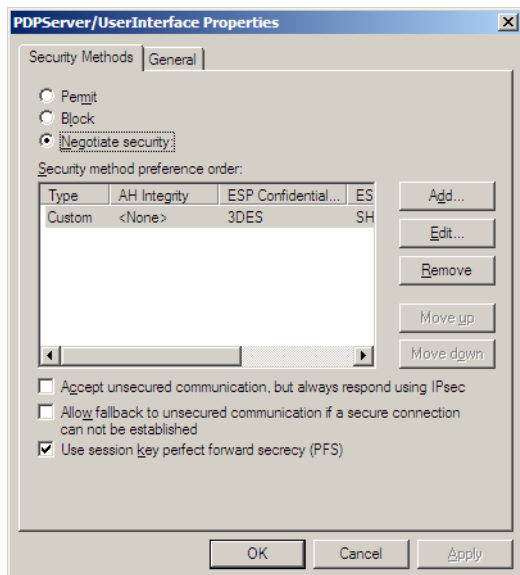 PDPServer/UserInterface Properties
Security Methods General
Permit
Block
Negotiate security:
Security method preference order:
Type AH Integrity ESP Confidential... ES
Custom <None> 3DES SH
Add...
Edit...
Remove
Move up
Move down
Accept unsecured communication, but always respond using IPsec
Allow fallback to unsecured communication if a secure connection
can not be established
Use session key perfect forward secrecy (PFS)
OK Cancel Apply